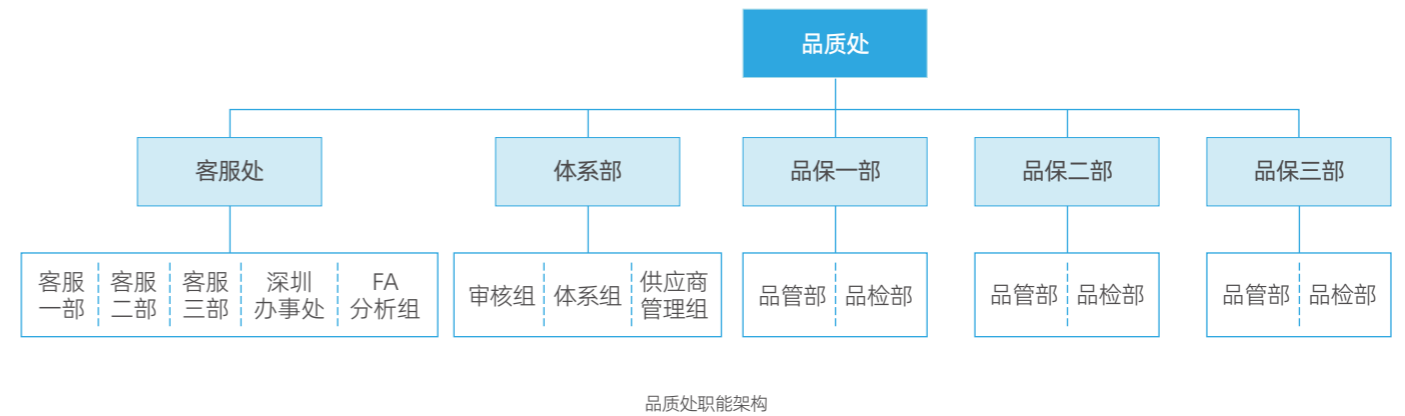 品质处
客服处
体系部
品保一部
品保二部
品保三部
客服
一部
客服
二部
客服
三部
深圳
办事处
FA
分析组
审核组
体系组
供应商
管理组
品管部
品检部
品管部
品检部
品管部
品检部
品质处职能架构